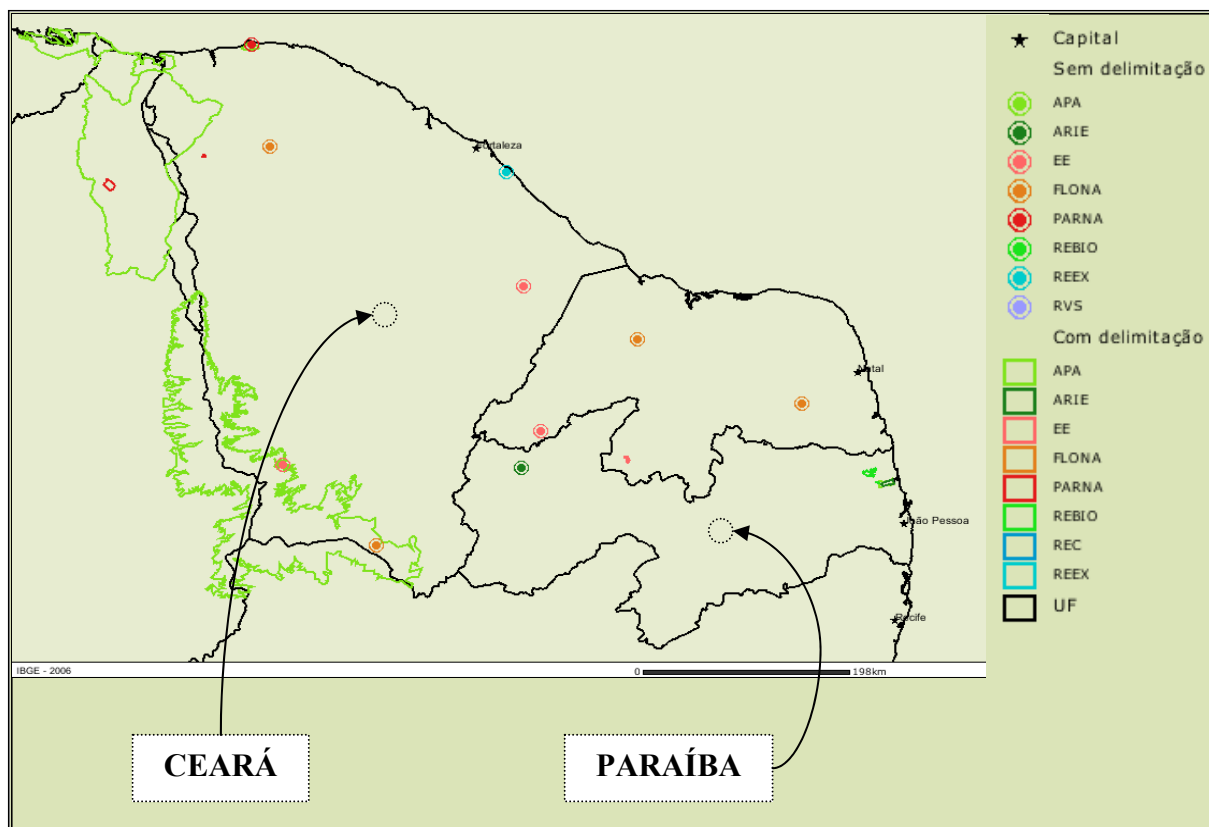 Capital
Sem delimitação
APA
ARIE
EE
FLONA
PARNA
REBIO
REEX
RVS
Com delimitação
APA
ARIE
EE
FLONA
PARNA
REBIO
REC
REEX
UF
Fortaleza
Natal
João Pessoa
Recife
IBGE - 2006
0 198km
CEARÁ
PARAÍBA